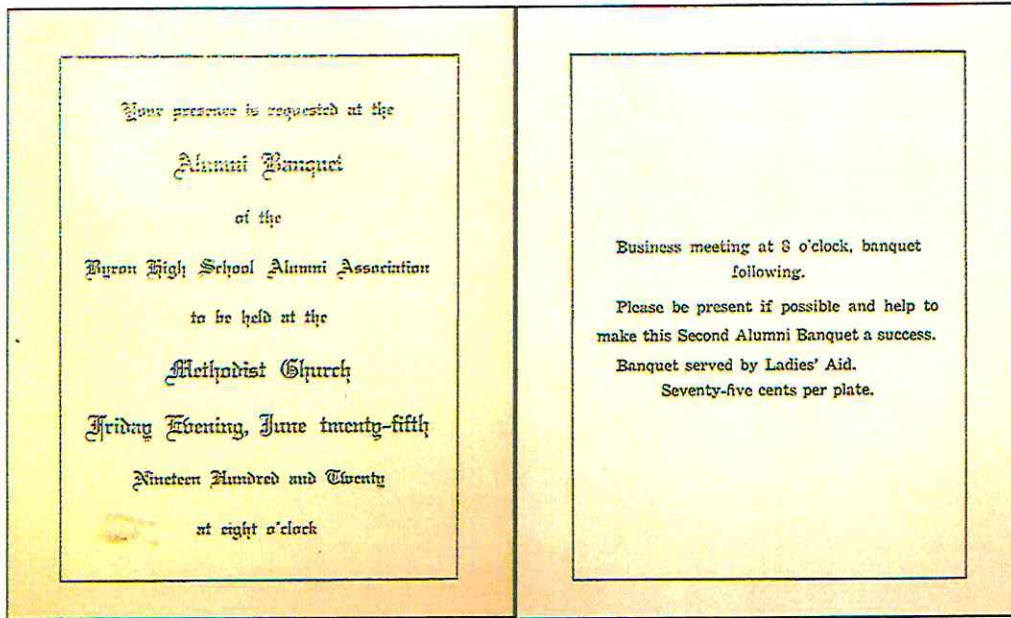 Your presence is requested at the
Alumni Banquet
of the
Byron High School Alumni Association
to be held at the
Methodist Church
Friday Evening, June twenty-fifth
Nineteen Hundred and Twenty
at eight o'clock
Business meeting at 8 o'clock, banquet
following.
Please be present if possible and help to
make this Second Alumni Banquet a success.
Banquet served by Ladies' Aid.
Seventy-five cents per plate.